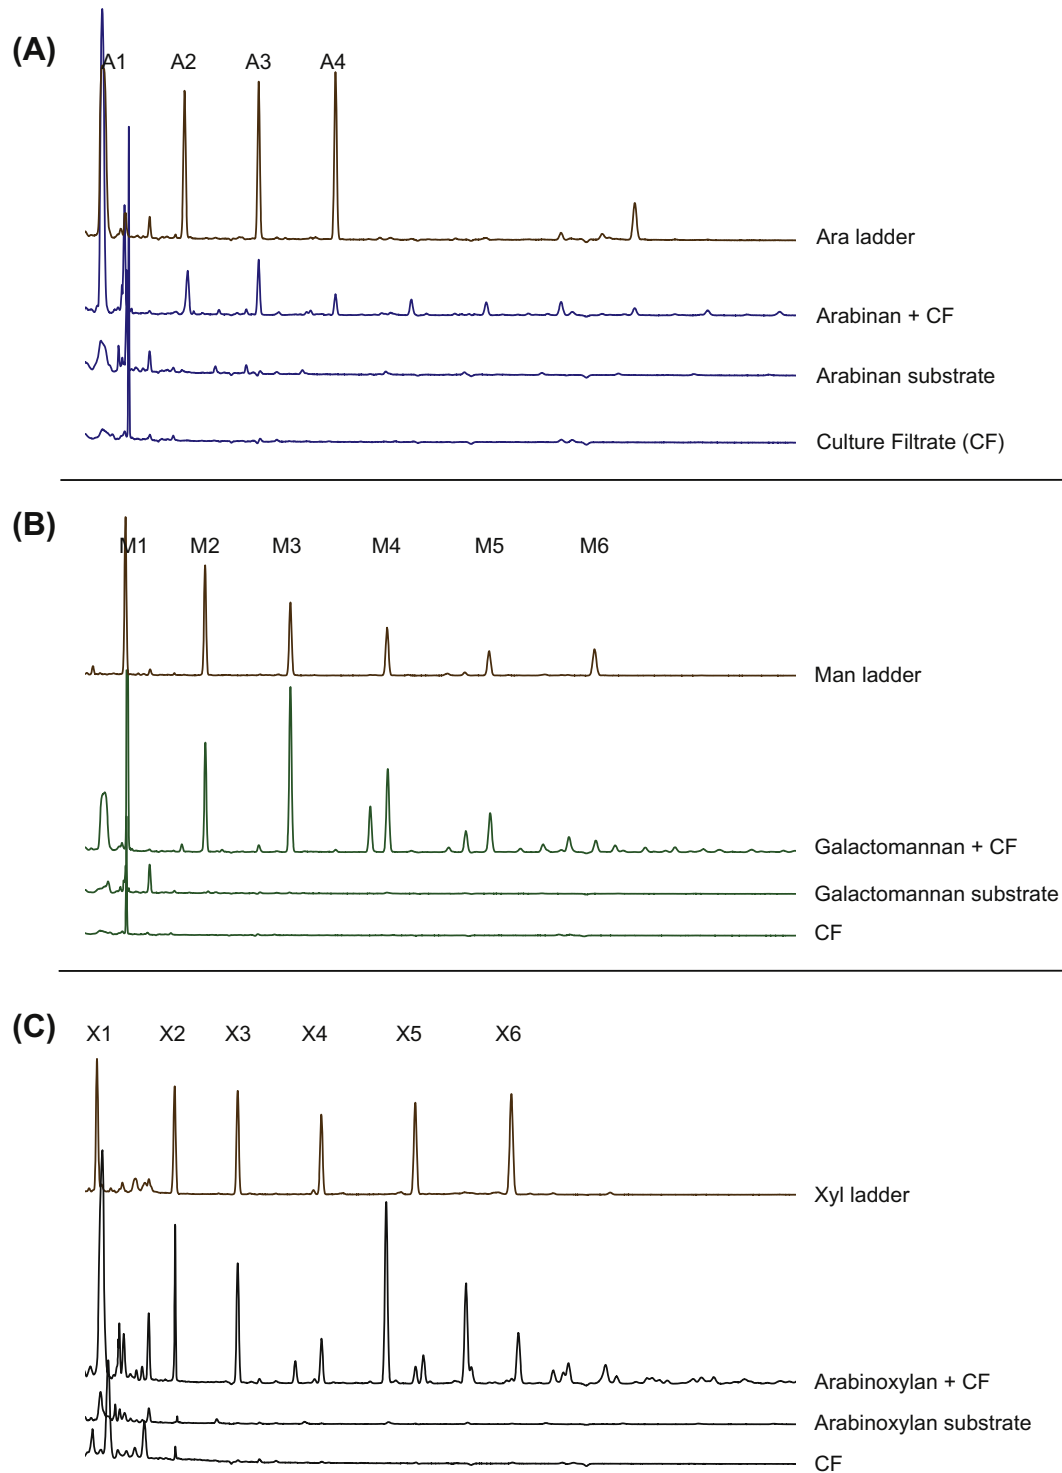 (A)
A1 A2 A3 A4
Ara ladder
Arabinan + CF
Arabinan substrate
Culture Filtrate (CF)
(B)
M1 M2 M3 M4 M5 M6
Man ladder
Galactomannan + CF
Galactomannan substrate
CF
(C)
X1 X2 X3 X4 X5 X6
Xyl ladder
Arabinoxylan + CF
Arabinoxylan substrate
CF